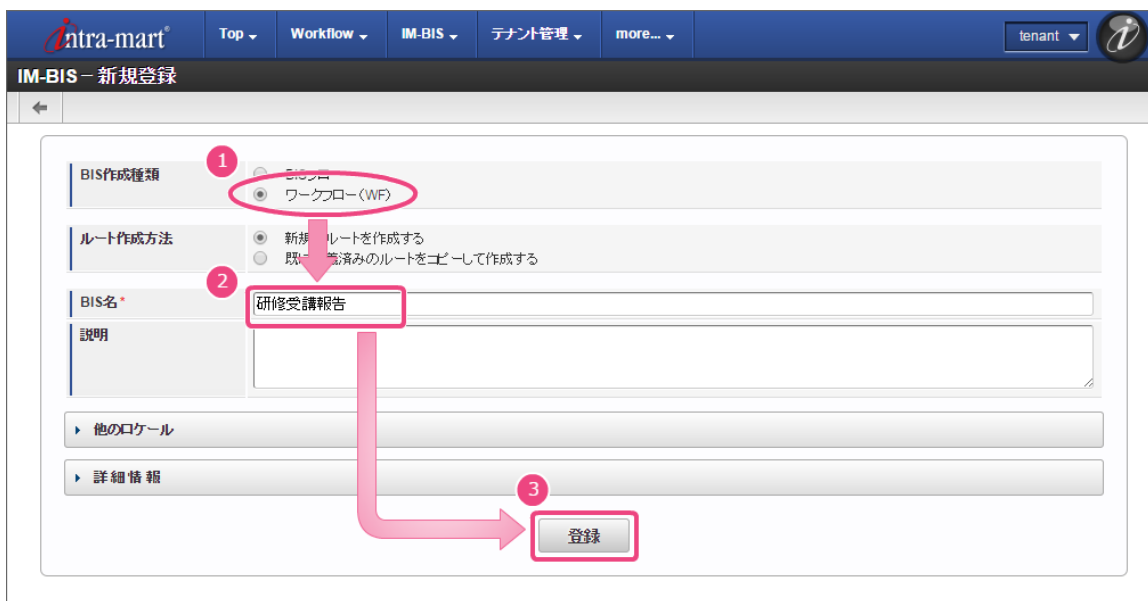 intra-mart®
Top
Workflow
IM-BIS
テナント管理
more...
tenant
IM-BIS－新規登録
1
BIS作成種類
ワークフロー(WF)
ルート作成方法
新規 ルートを作成する
既に 済みのルートをコピーして作成する
2
BIS名*
研修受講報告
説明
他のロケール
詳細情報
3
登録